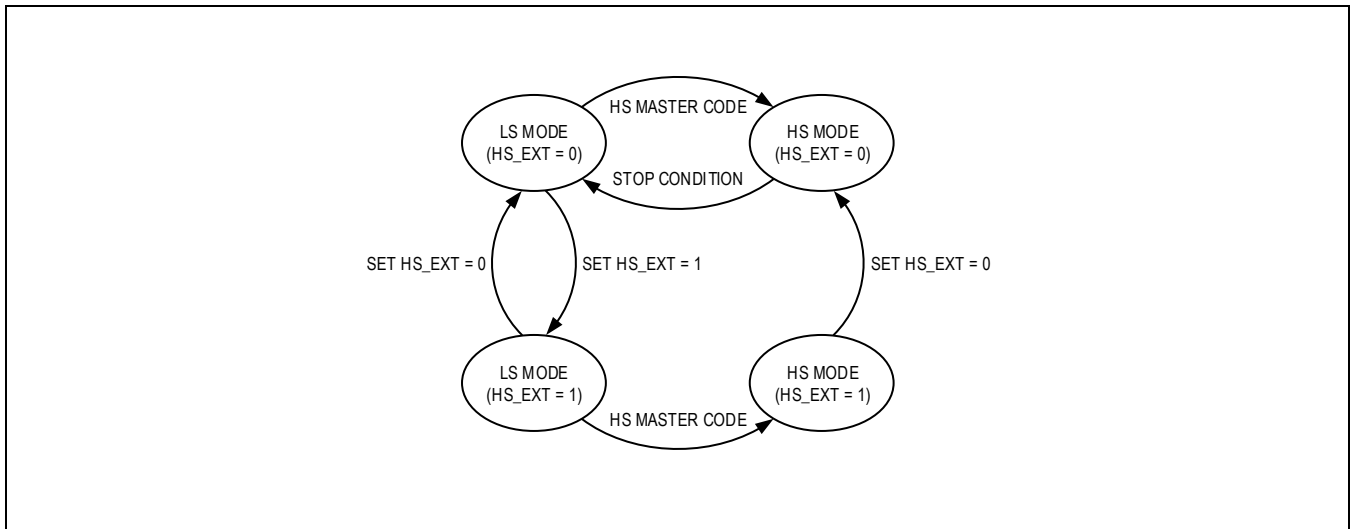 HS MASTER CODE
LS MODE
(HS_EXT = 0)
HS MODE
(HS_EXT = 0)
STOP CONDITION
SET HS_EXT = 0
SET HS_EXT = 1
SET HS_EXT = 0
LS MODE
(HS_EXT = 1)
HS MODE
(HS_EXT = 1)
HS MASTER CODE